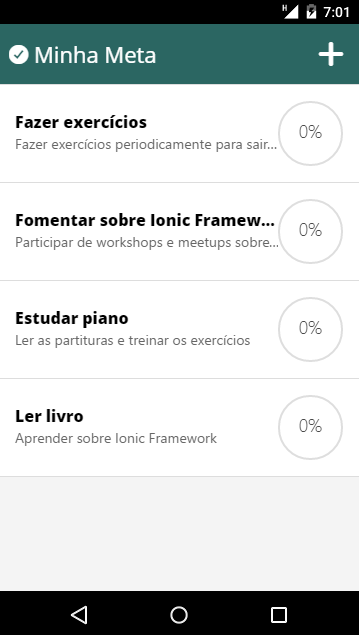 H 7:01
Minha Meta
Fazer exercícios
Fazer exercícios periodicamente para sair...
0%
Fomentar sobre Ionic Framew...
Participar de workshops e meetups sobre...
0%
Estudar piano
Ler as partituras e treinar os exercícios
0%
Ler livro
Aprender sobre Ionic Framework
0%